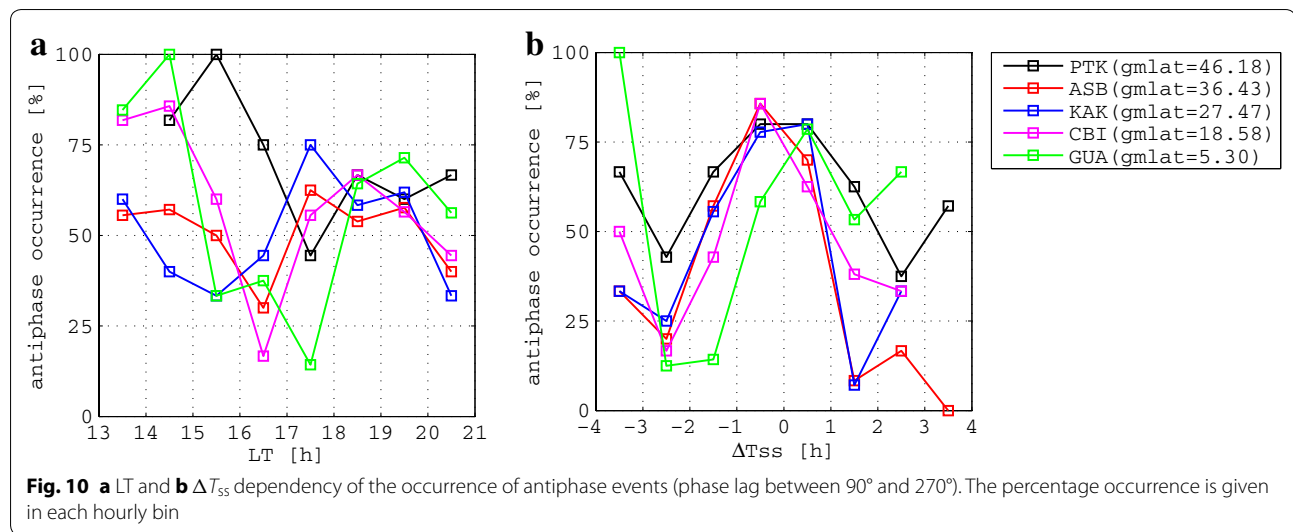 a
100
75
50
25
0
antiphase occurrence [%]
13 14 15 16 17 18 19 20 21
LT [h]
b
100
75
50
25
0
antiphase occurrence [%]
−4 −3 −2 −1 0 1 2 3 4
ΔTss [h]
PTK(gmlat=46.18)
ASB(gmlat=36.43)
KAK(gmlat=27.47)
CBI(gmlat=18.58)
GUA(gmlat=5.30)
Fig. 10 a LT and b ΔTss dependency of the occurrence of antiphase events (phase lag between 90° and 270°). The percentage occurrence is given
in each hourly bin